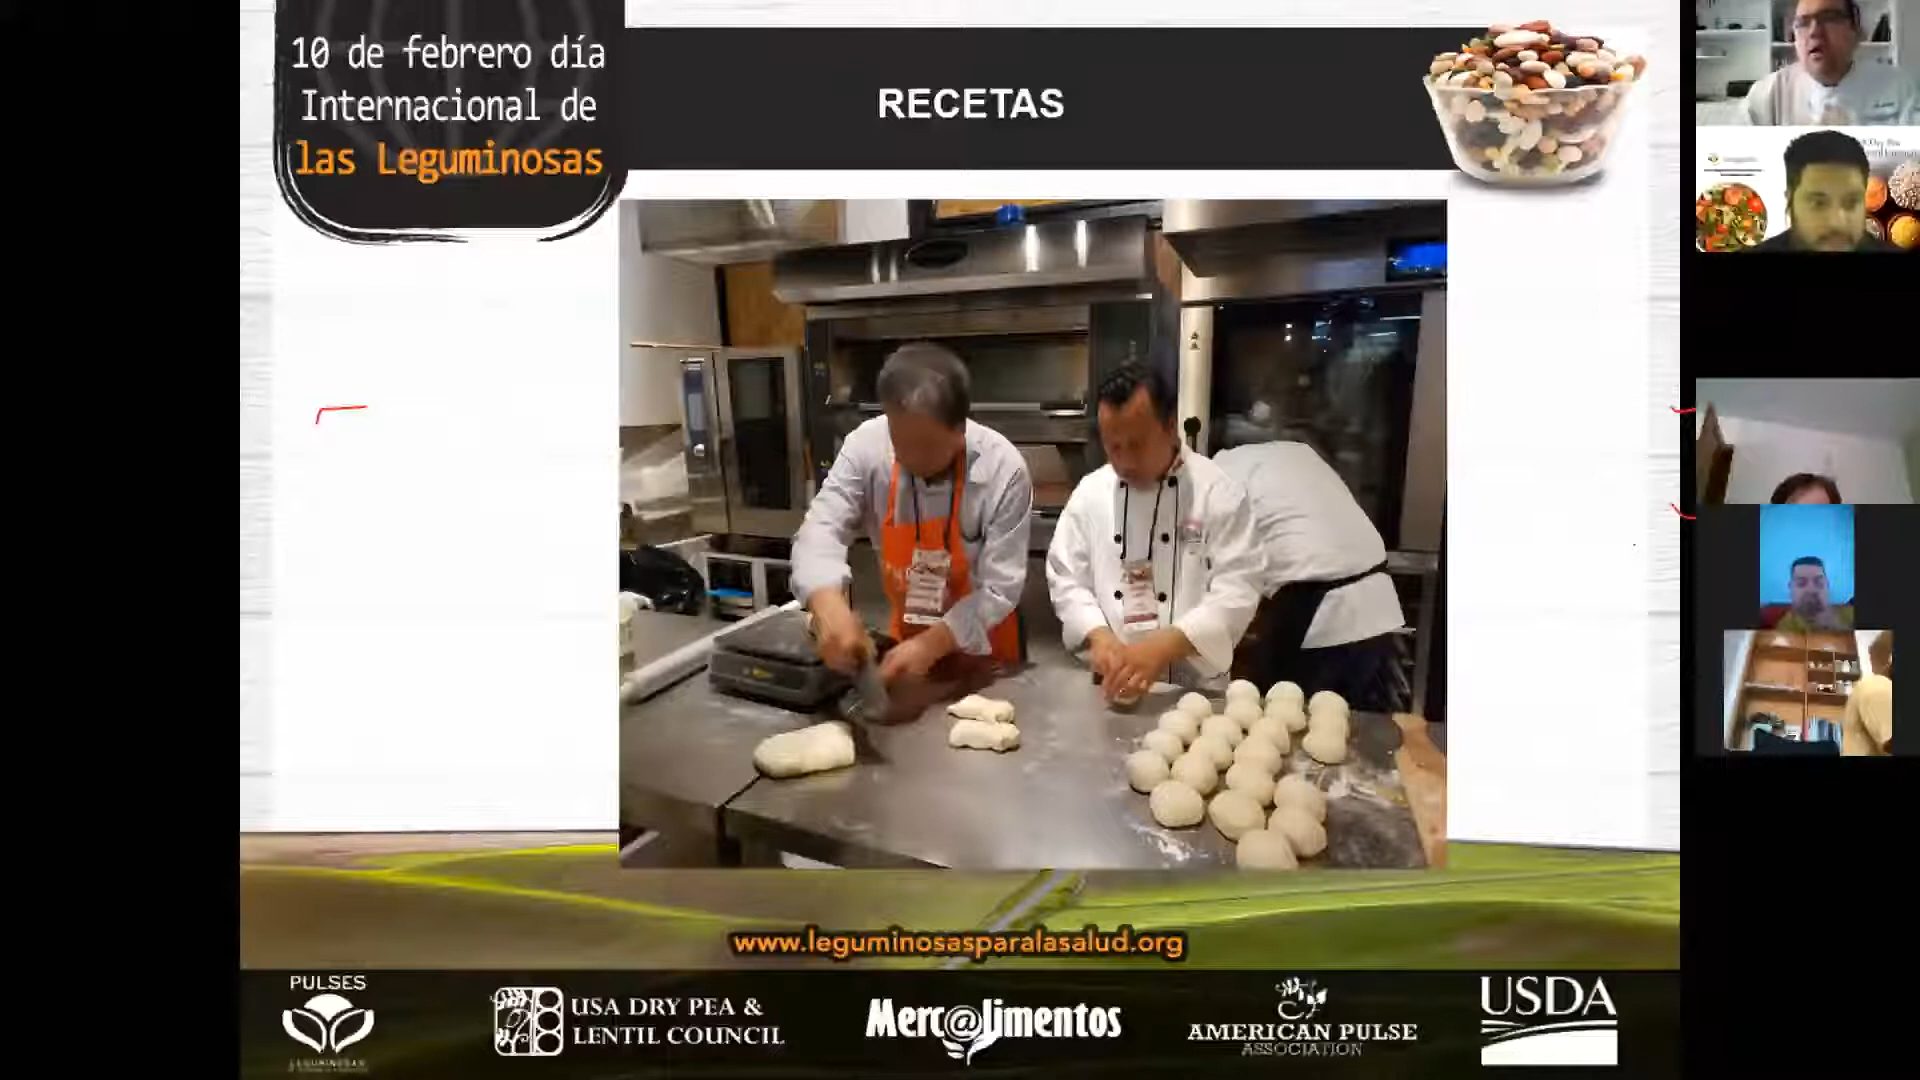 10 de febrero día
Internacional de
las Leguminosas
RECETAS
www.leguminosasparalasalud.org
PULSES
USA DRY PEA &
LENTIL COUNCIL
Merc@limentos
AMERICAN PULSE
ASSOCIATION
USDA